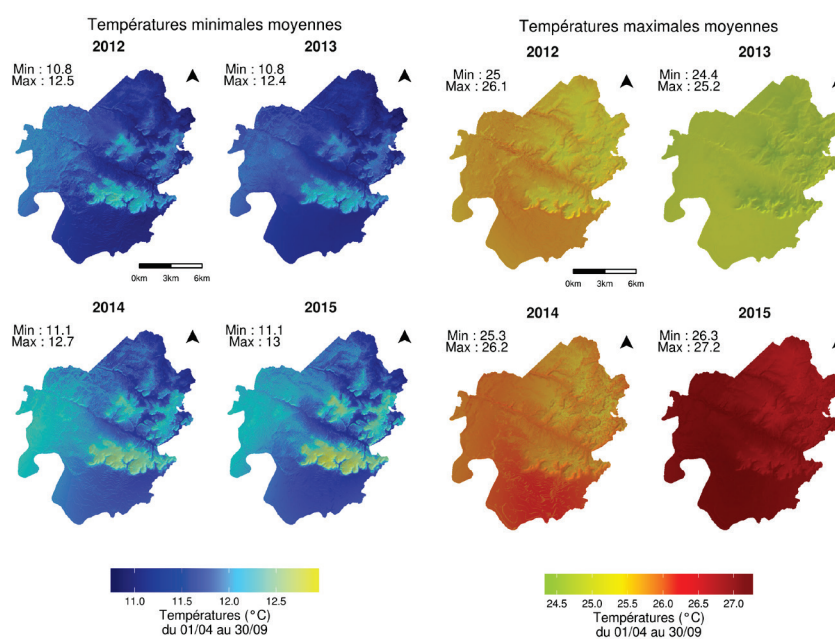 Températures minimales moyennes
2012
Min : 10.8
Max : 12.5
2013
Min : 10.8
Max : 12.4
0km 3km 6km
2014
Min : 11.1
Max : 12.7
2015
Min : 11.1
Max : 13
11.0 11.5 12.0 12.5
Températures (°C)
du 01/04 au 30/09
Températures maximales moyennes
2012
Min : 25
Max : 26.1
2013
Min : 24.4
Max : 25.2
0km 3km 6km
2014
Min : 25.3
Max : 26.2
2015
Min : 26.3
Max : 27.2
24.5 25.0 25.5 26.0 26.5 27.0
Températures (°C)
du 01/04 au 30/09